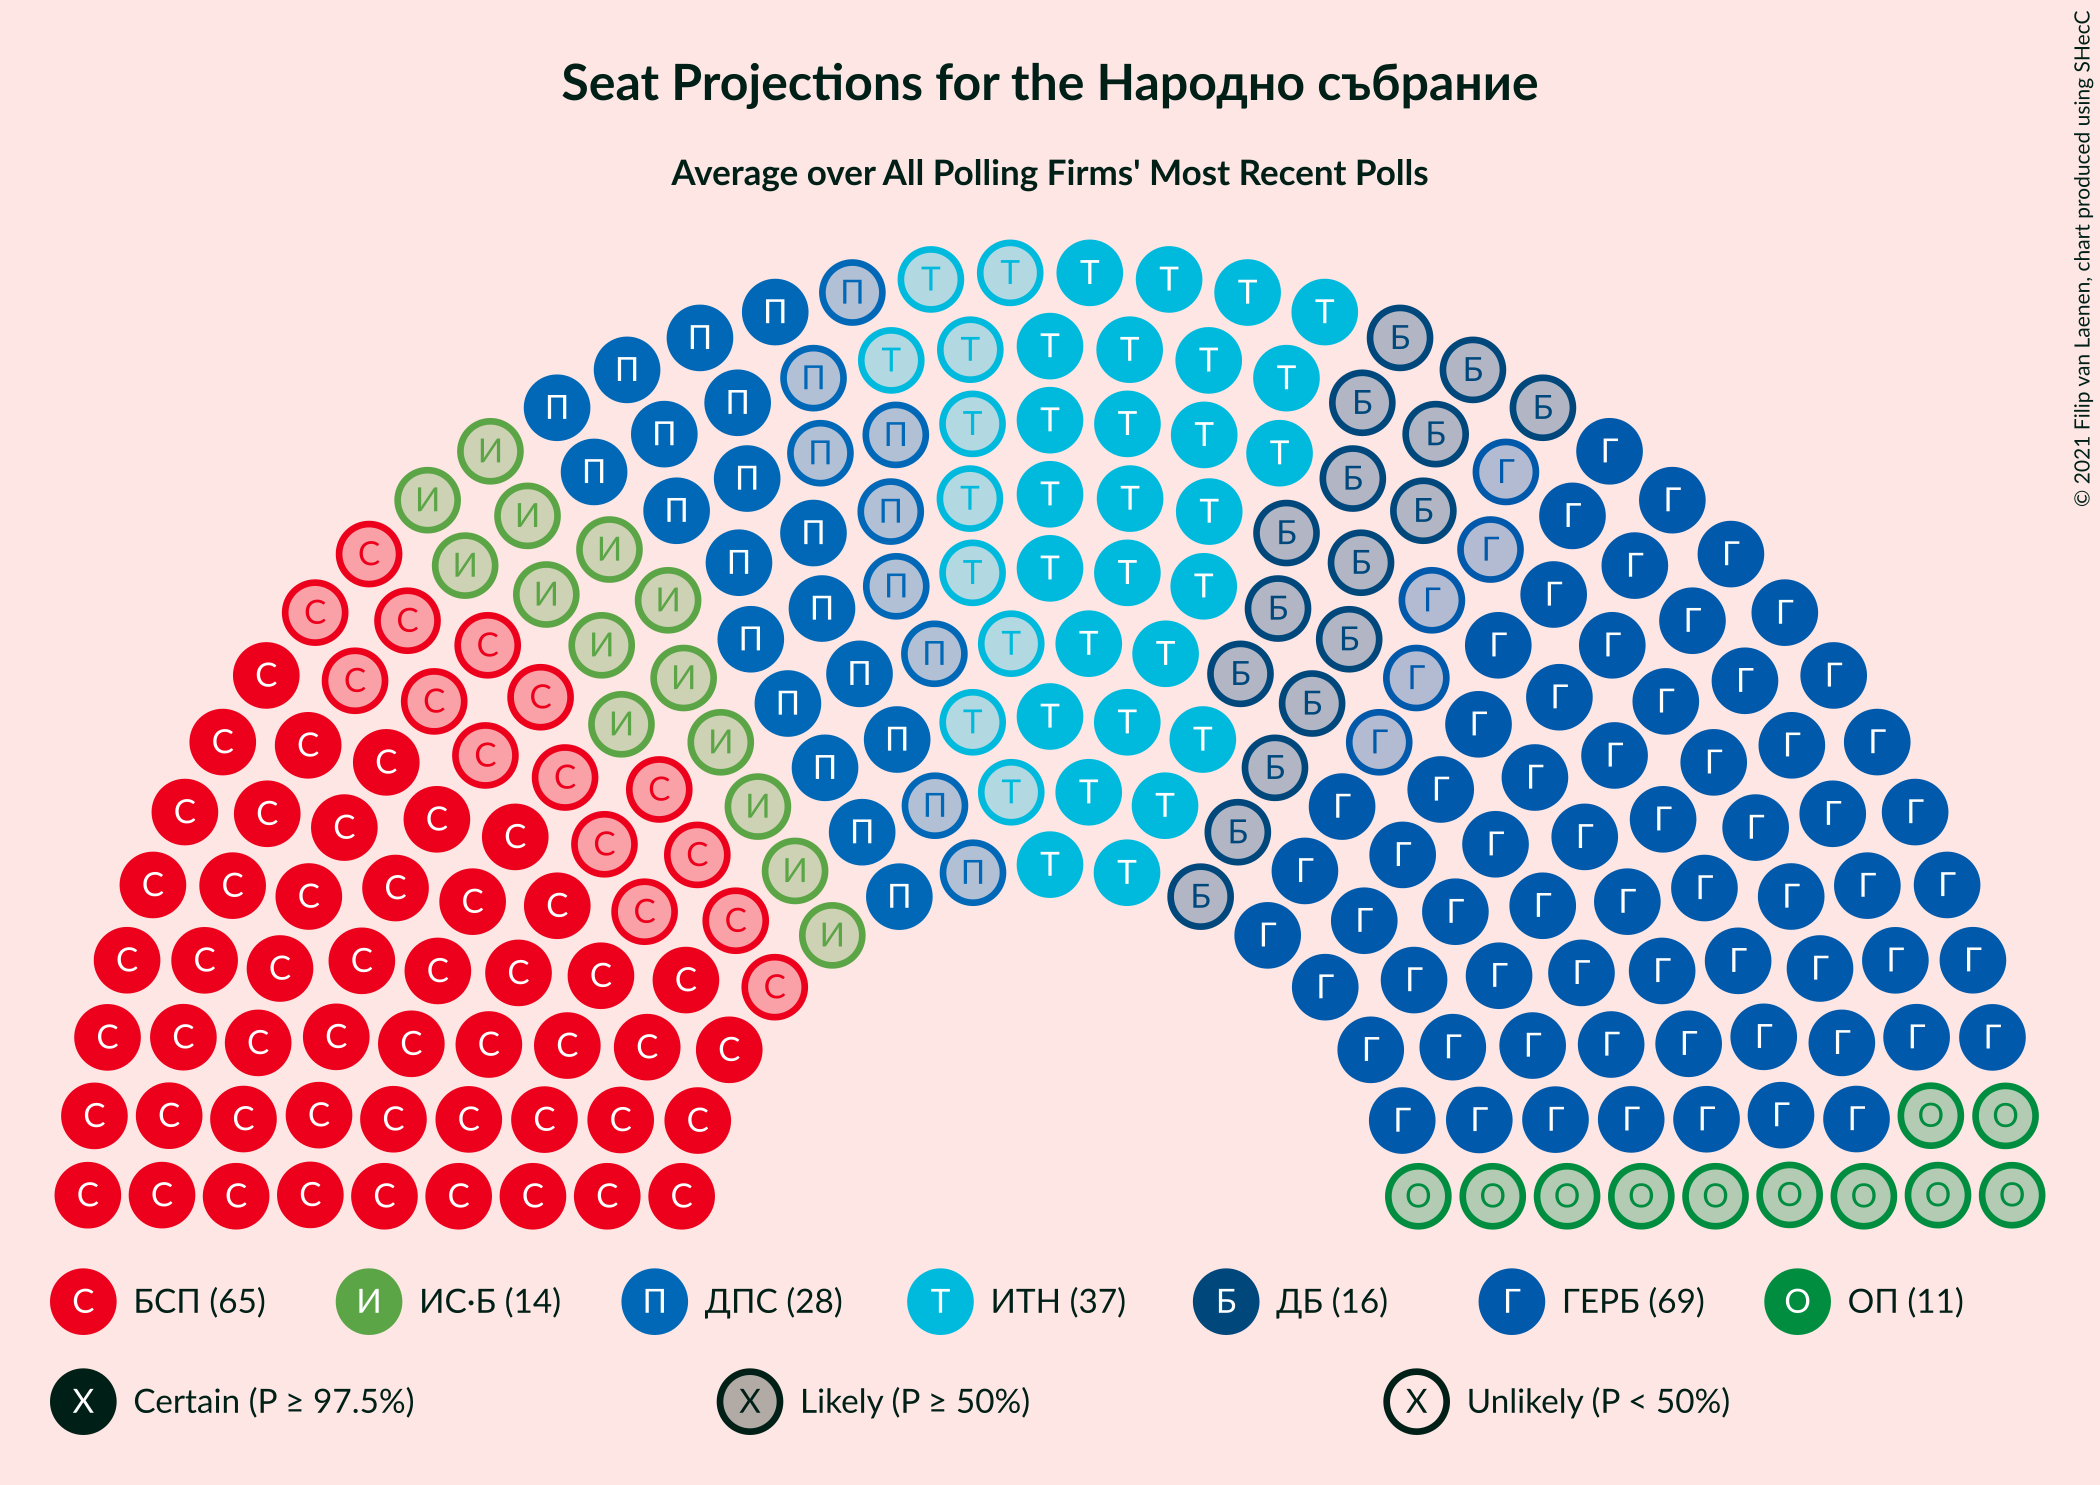 Seat Projections for the Народно събрание
Average over All Polling Firms' Most Recent Polls
© 2021 Filip van Laenen, chart produced using SHecC
С БСП (65) И ИС·Б (14) П ДПС (28) Т ИТН (37) Б ДБ (16) Г ГЕРБ (69) О ОП (11)
X Certain (P ≥ 97.5%) X Likely (P ≥ 50%) X Unlikely (P < 50%)